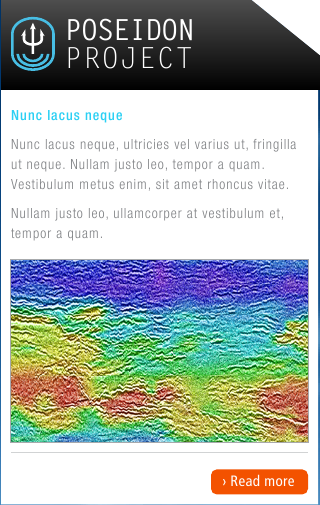 POSEIDON
PROJECT
Nunc lacus neque
Nunc lacus neque, ultricies vel varius ut, fringilla
ut neque. Nullam justo leo, tempor a quam.
Vestibulum metus enim, sit amet rhoncus vitae.
Nullam justo leo, ullamcorper at vestibulum et,
tempor a quam.
› Read more